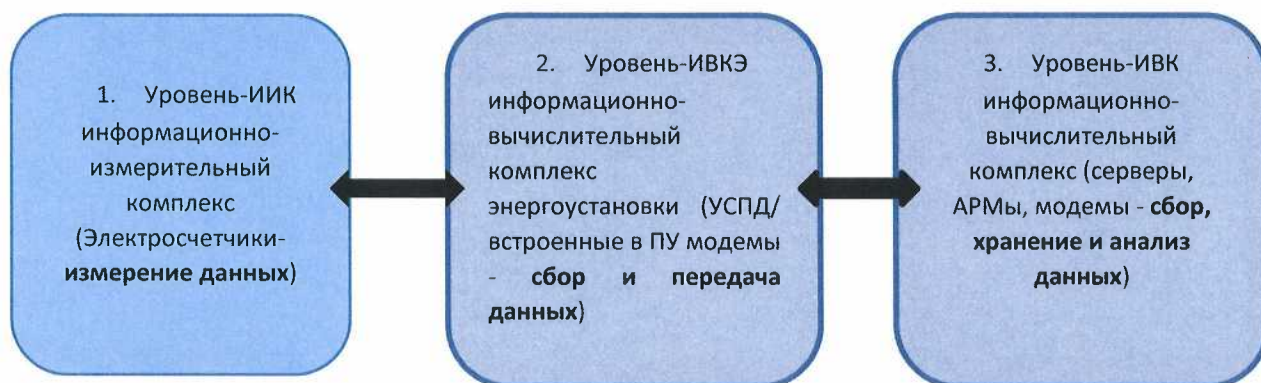 1. Уровень-ИИК
информационно-
измерительный
комплекс
(Электросчетчики-
измерение данных)
2. Уровень-ИВКЭ
информационно-
вычислительный
комплекс
энергоустановки (УСПД/
встроенные в ПУ модемы
- сбор и передача
данных)
3. Уровень-ИВК
информационно-
вычислительный
комплекс (серверы,
АРМы, модемы - сбор,
хранение и анализ
данных)